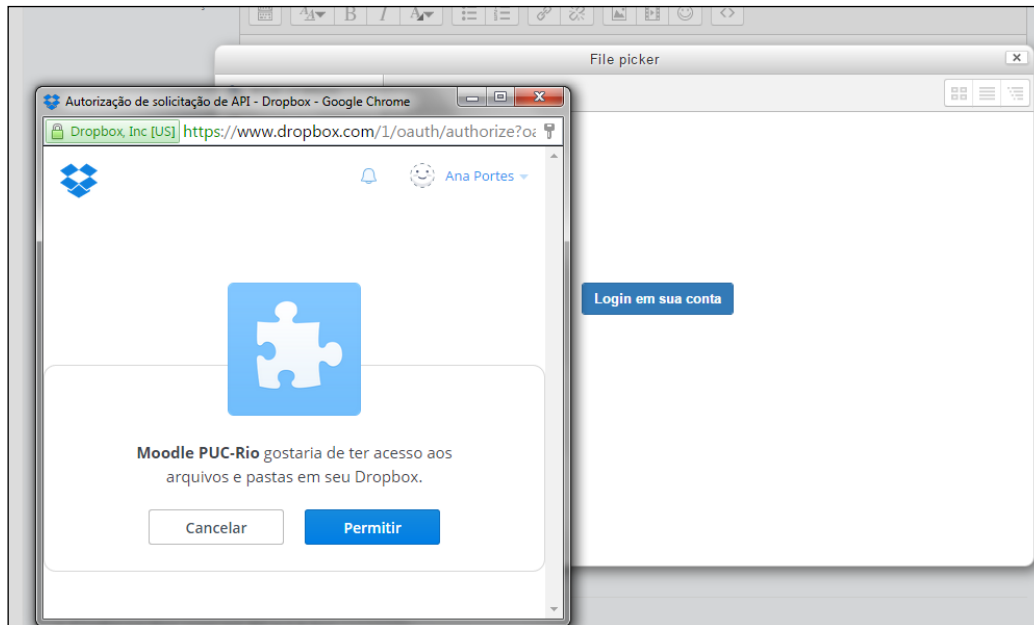 File picker
Autorização de solicitação de API - Dropbox - Google Chrome
Dropbox, Inc [US] https://www.dropbox.com/1/oauth/authorize?oa
Ana Portes
Login em sua conta
Moodle PUC-Rio gostaria de ter acesso aos
arquivos e pastas em seu Dropbox.
Cancelar
Permitir